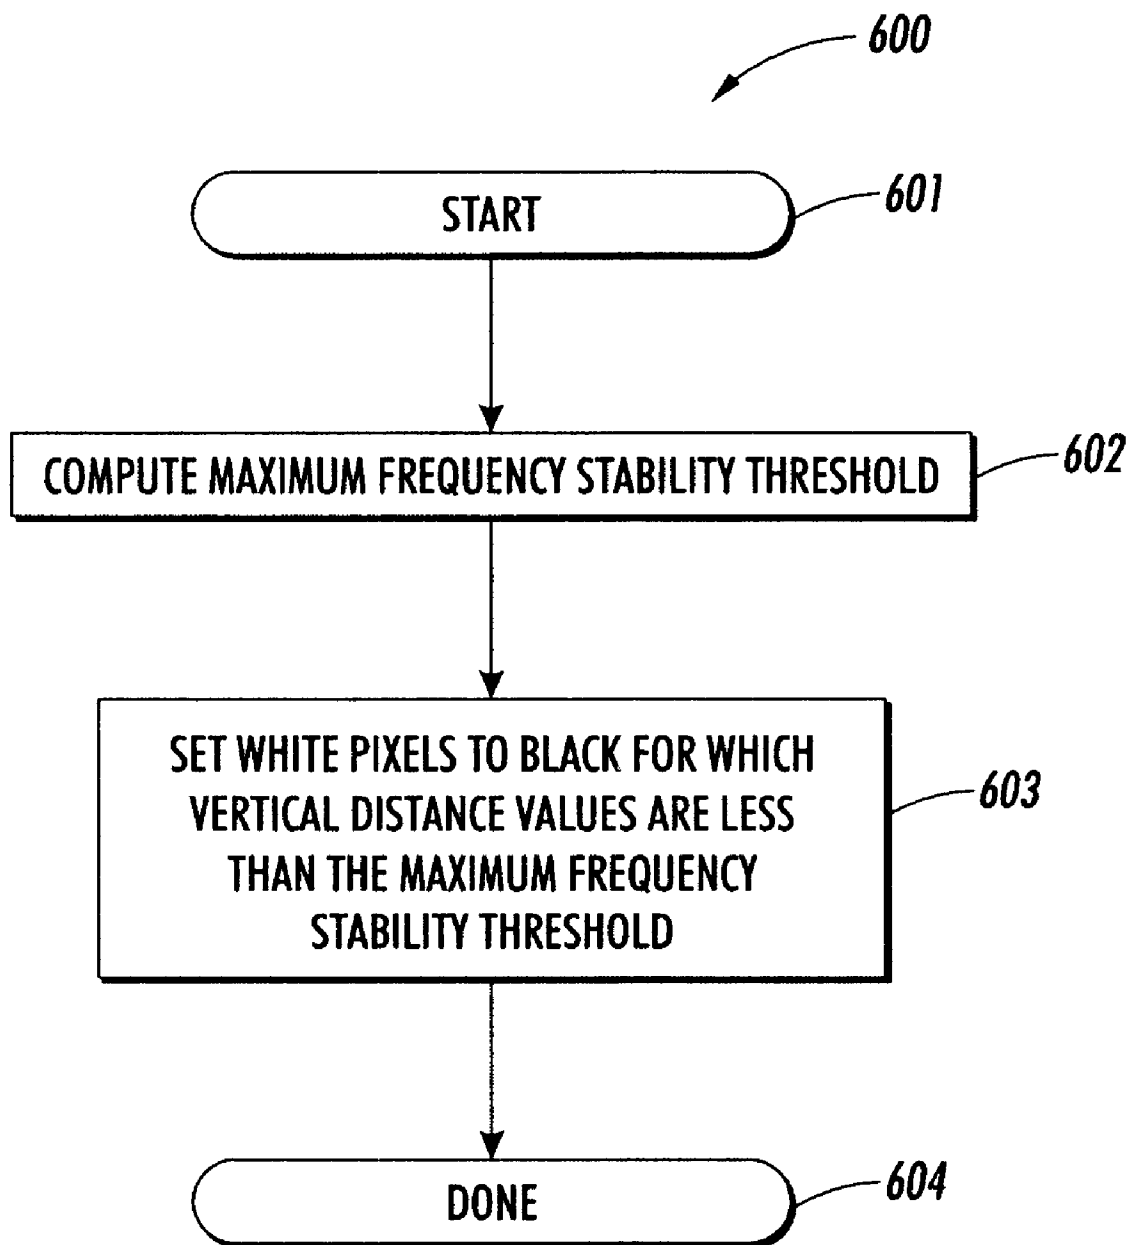 600
START
601
COMPUTE MAXIMUM FREQUENCY STABILITY THRESHOLD
602
SET WHITE PIXELS TO BLACK FOR WHICH
VERTICAL DISTANCE VALUES ARE LESS
THAN THE MAXIMUM FREQUENCY
STABILITY THRESHOLD
603
DONE
604